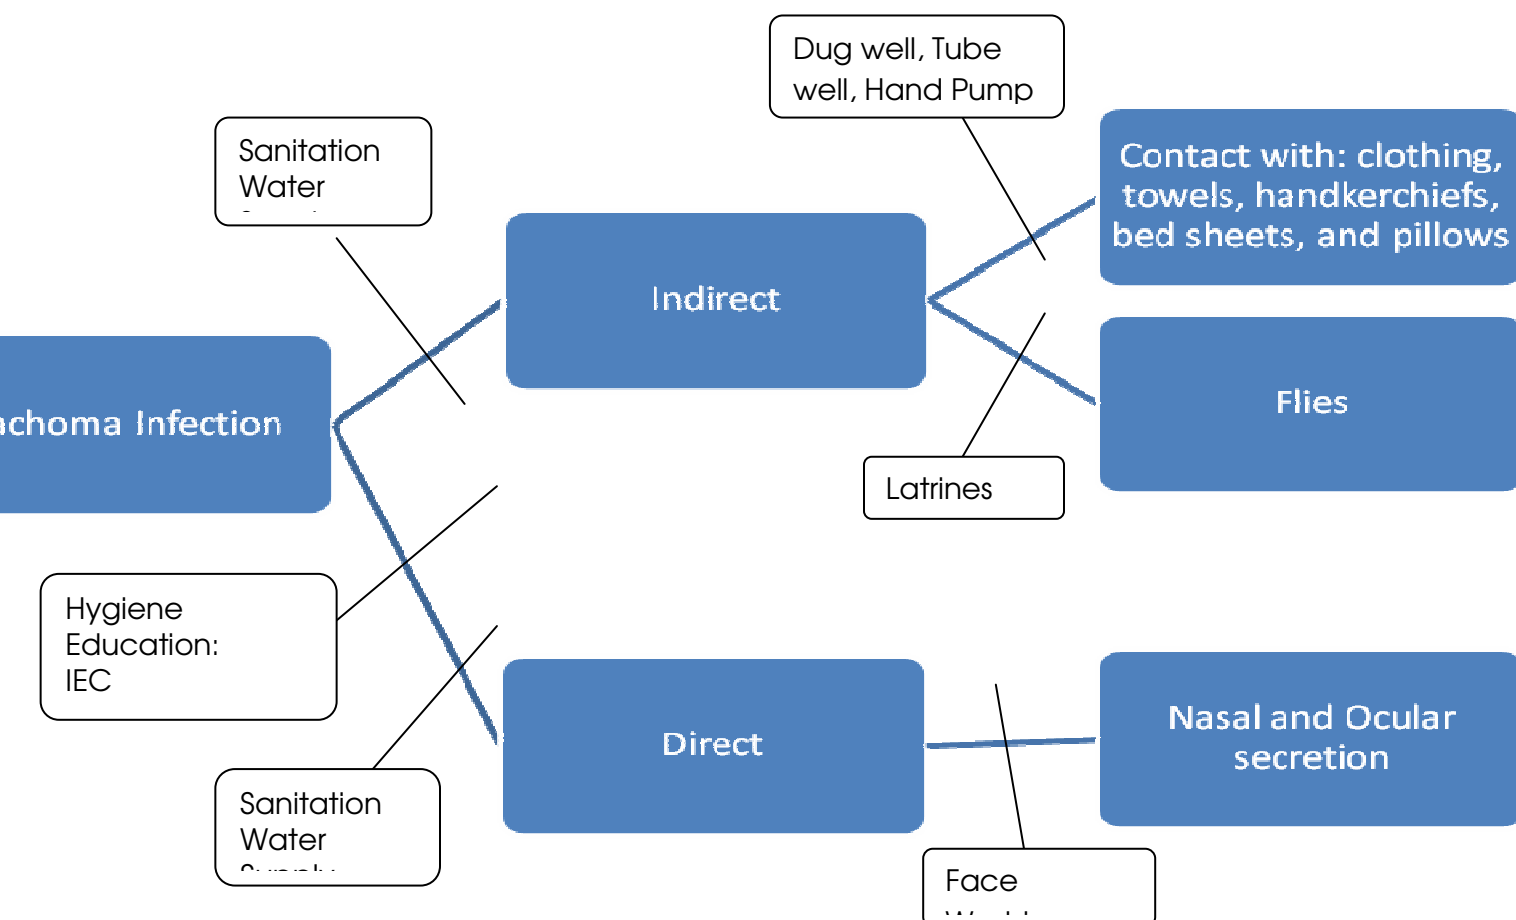 Dug well, Tube
well, Hand Pump
Sanitation
Water
Contact with: clothing,
towels, handkerchiefs,
bed sheets, and pillows
Indirect
achoma Infection
Flies
Latrines
Hygiene
Education:
IEC
Sanitation
Water
Supply
Direct
Nasal and Ocular
secretion
Face